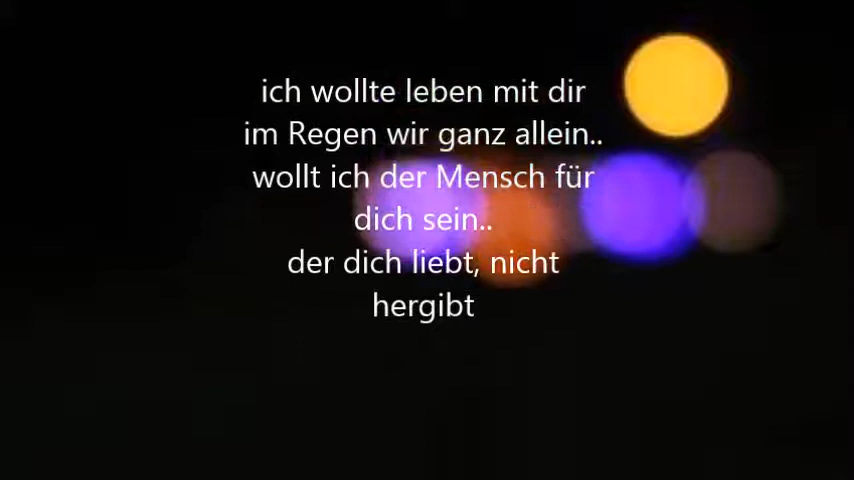 ich wollte leben mit dir
im Regen wir ganz allein..
wollt ich der Mensch für
dich sein..
der dich liebt, nicht
hergibt